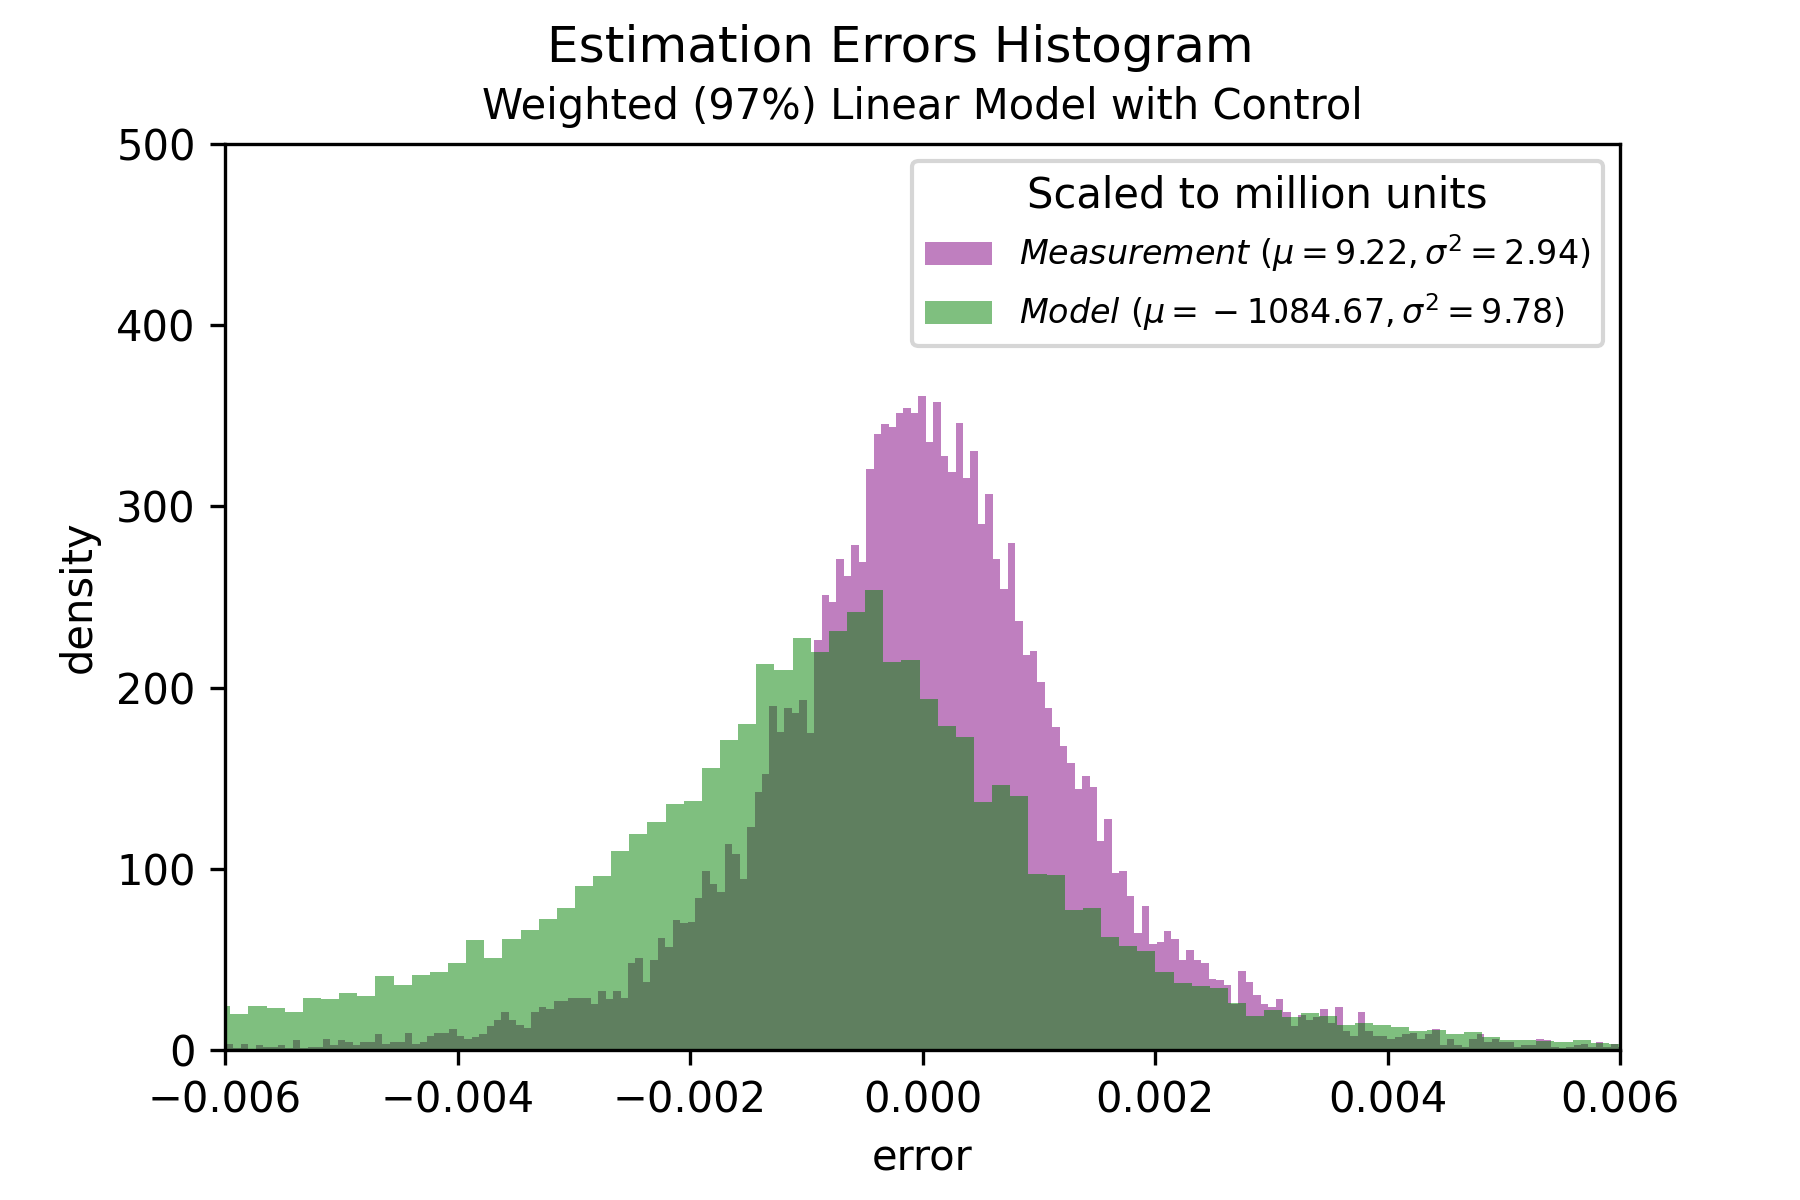 Estimation Errors Histogram
Weighted (97%) Linear Model with Control
Scaled to million units
Measurement (μ = 9.22, σ² = 2.94)
Model (μ = − 1084.67, σ² = 9.78)
density
500
400
300
200
100
0
−0.006 −0.004 −0.002 0.000 0.002 0.004 0.006
error